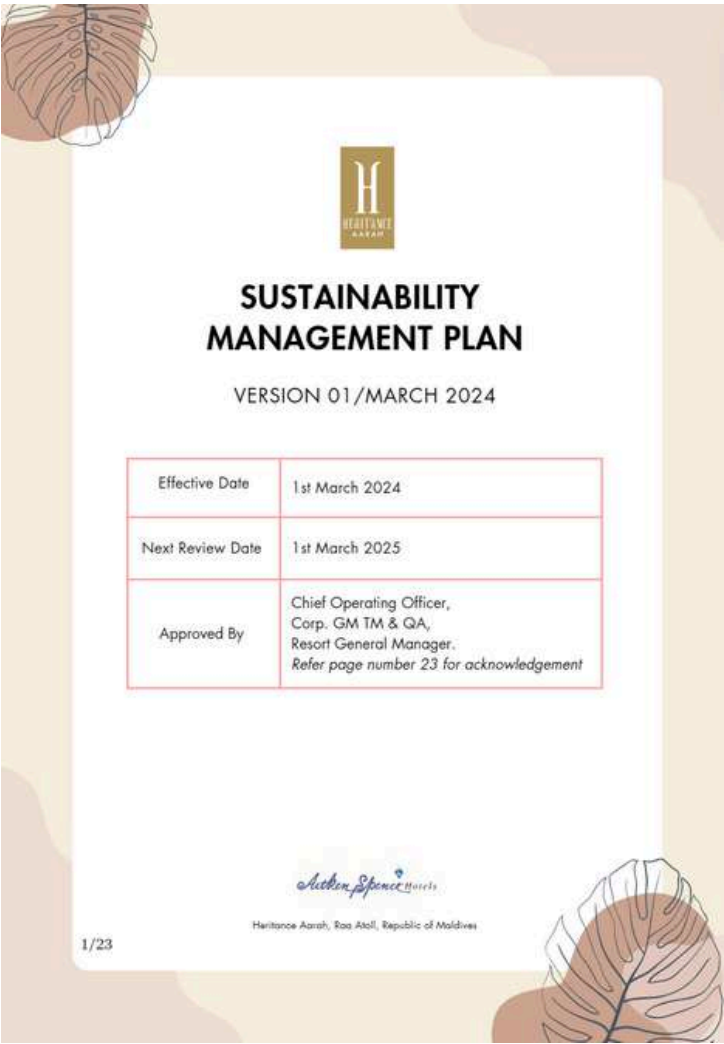 H
HERITANCE
AARAH
SUSTAINABILITY
MANAGEMENT PLAN
VERSION 01/MARCH 2024
Effective Date
1st March 2024
Next Review Date
1st March 2025
Approved By
Chief Operating Officer,
Corp. GM TM & QA,
Resort General Manager.
Refer page number 23 for acknowledgement
Aitken Spence Hotels
Heritance Aarah, Raa Atoll, Republic of Maldives
1/23